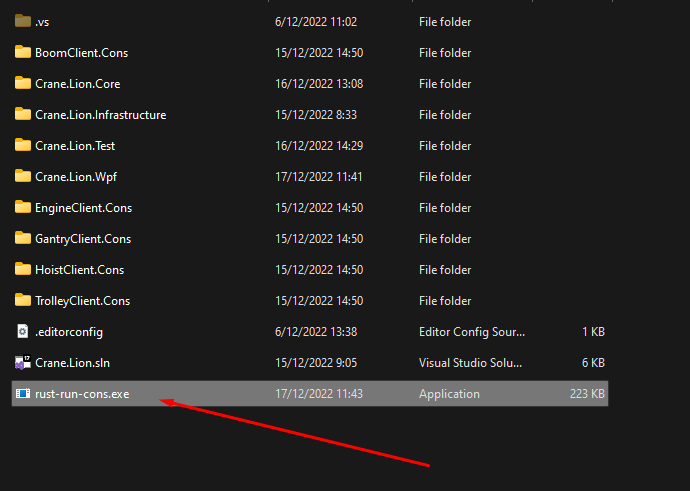 .vs 6/12/2022 11:02 File folder
BoomClient.Cons 15/12/2022 14:50 File folder
Crane.Lion.Core 16/12/2022 13:08 File folder
Crane.Lion.Infrastructure 15/12/2022 8:33 File folder
Crane.Lion.Test 16/12/2022 14:29 File folder
Crane.Lion.Wpf 17/12/2022 11:41 File folder
EngineClient.Cons 15/12/2022 14:50 File folder
GantryClient.Cons 15/12/2022 14:50 File folder
HoistClient.Cons 15/12/2022 14:50 File folder
TrolleyClient.Cons 15/12/2022 14:50 File folder
.editorconfig 6/12/2022 13:38 Editor Config Sour... 1 KB
Crane.Lion.sln 15/12/2022 9:05 Visual Studio Solu... 6 KB
rust-run-cons.exe 17/12/2022 11:43 Application 223 KB